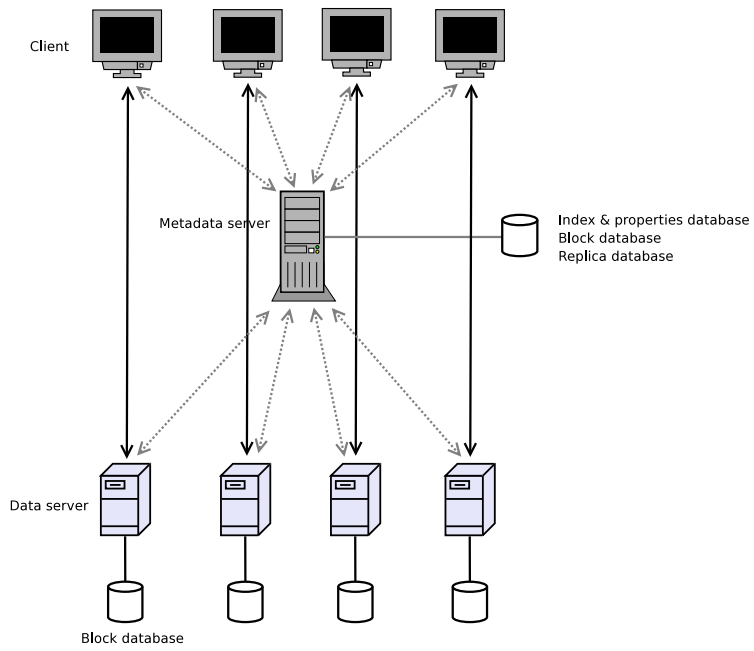 Client
Metadata server
Index & properties database
Block database
Replica database
Data server
Block database